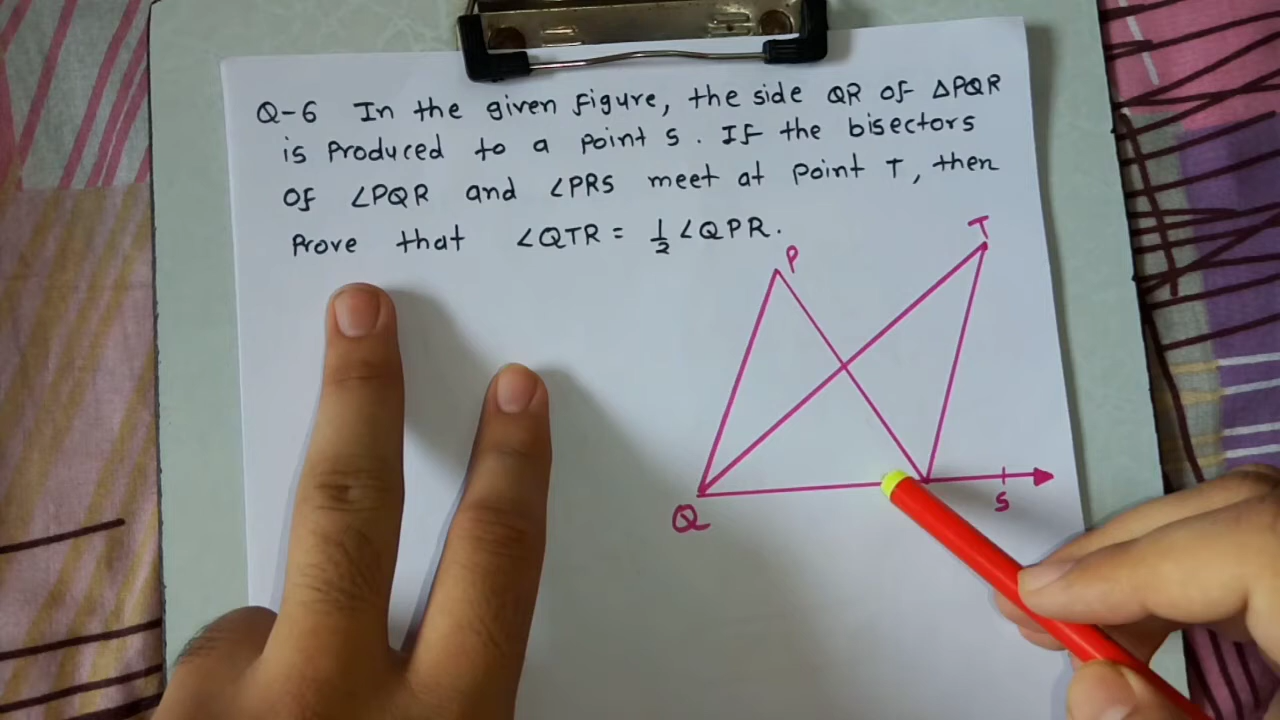 Q-6 In the given figure, the side QR of ΔPQR
is produced to a point S. If the bisectors
of ∠PQR and ∠PRS meet at point T, then
Prove that ∠QTR = 1/2 ∠QPR.
T
P
S
Q